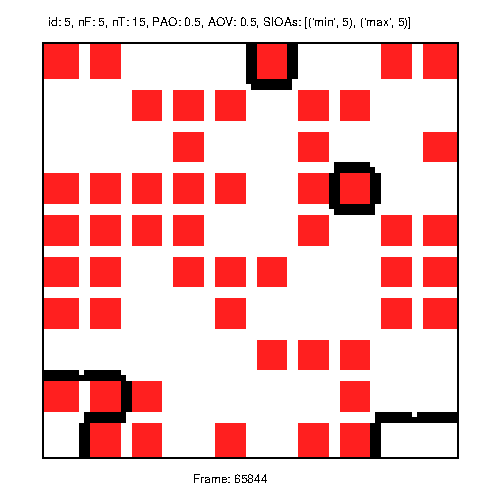 id: 5, nF: 5, nT: 15, PAO: 0.5, AOV: 0.5, SIOAs: [('min', 5), ('max', 5)]
Frame: 65844